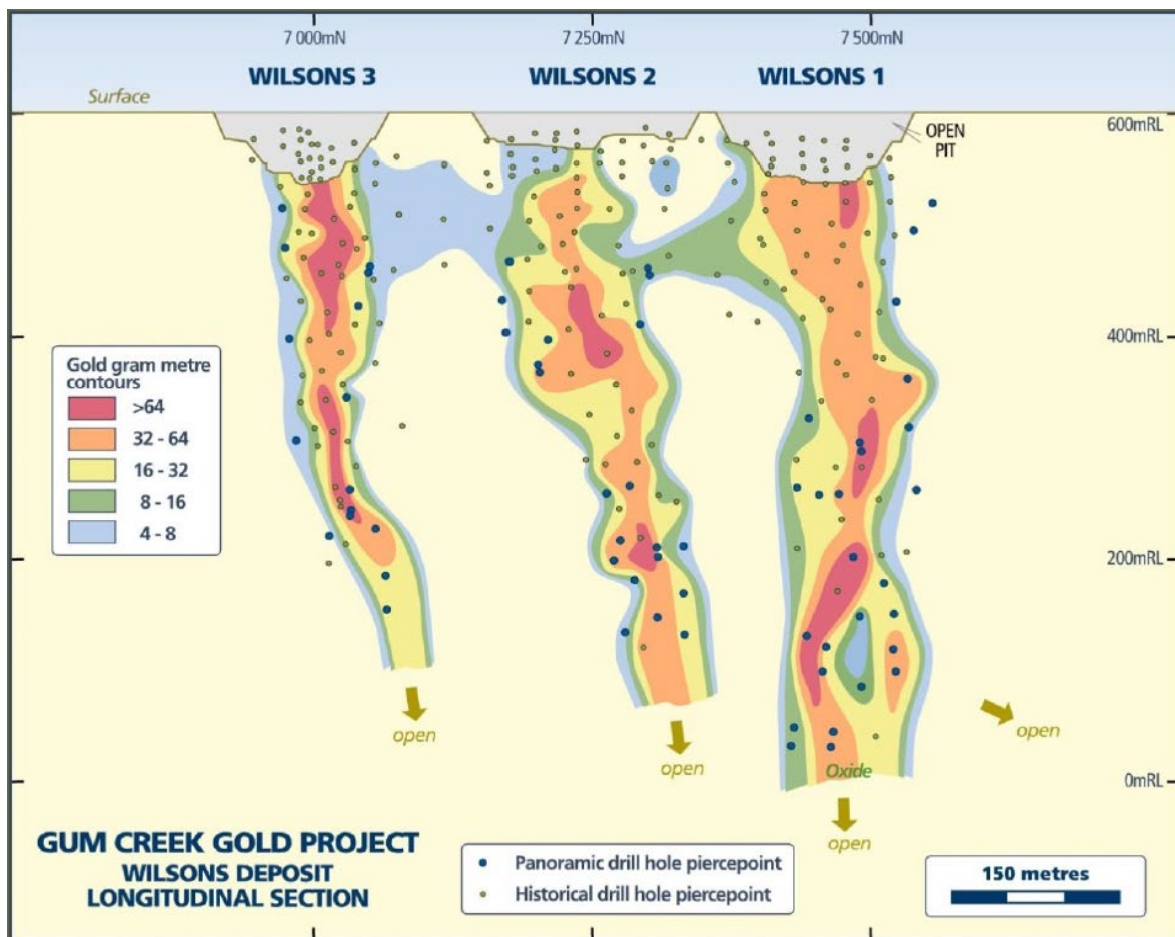 7 000mN
7 250mN
7 500mN
WILSONS 3
WILSONS 2
WILSONS 1
Surface
600mRL
OPEN
PIT
400mRL
Gold gram metre
contours
>64
32 - 64
16 - 32
8 - 16
4 - 8
200mRL
open
open
open
Oxide
0mRL
open
GUM CREEK GOLD PROJECT
WILSONS DEPOSIT
LONGITUDINAL SECTION
Panoramic drill hole piercepoint
Historical drill hole piercepoint
150 metres